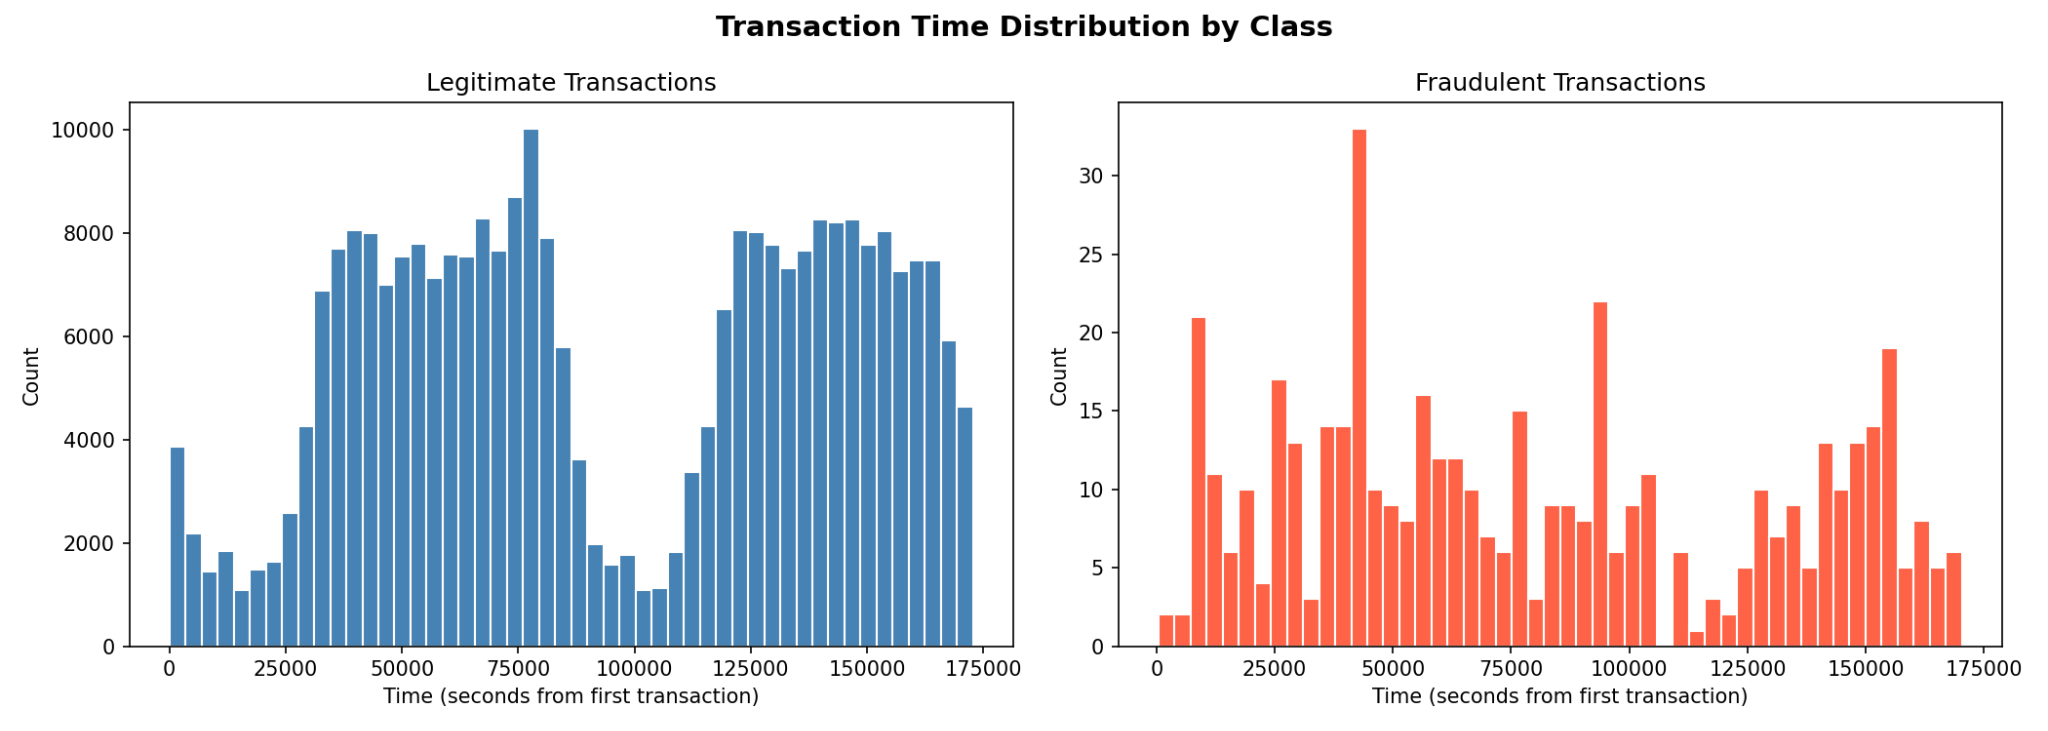 Transaction Time Distribution by Class
Legitimate Transactions
10000
8000
6000
4000
2000
0
Count
0 25000 50000 75000 100000 125000 150000 175000
Time (seconds from first transaction)
Fraudulent Transactions
30
25
20
15
10
5
0
Count
0 25000 50000 75000 100000 125000 150000 175000
Time (seconds from first transaction)